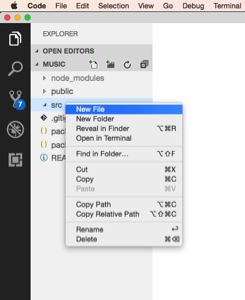 Code File Edit Selection View Go Debug Terminal
EXPLORER
OPEN EDITORS
MUSIC
node_modules
public
src
New File
New Folder
.gitig
Reveal in Finder ⌥⌘R
pac
Open in Terminal
pac
Find in Folder... ⌥⇧F
REA
Cut ⌘X
Copy ⌘C
Paste ⌘V
Copy Path ⌥⌘C
Copy Relative Path ⌥⇧⌘C
Rename ⏎
Delete ⌘⌫
7